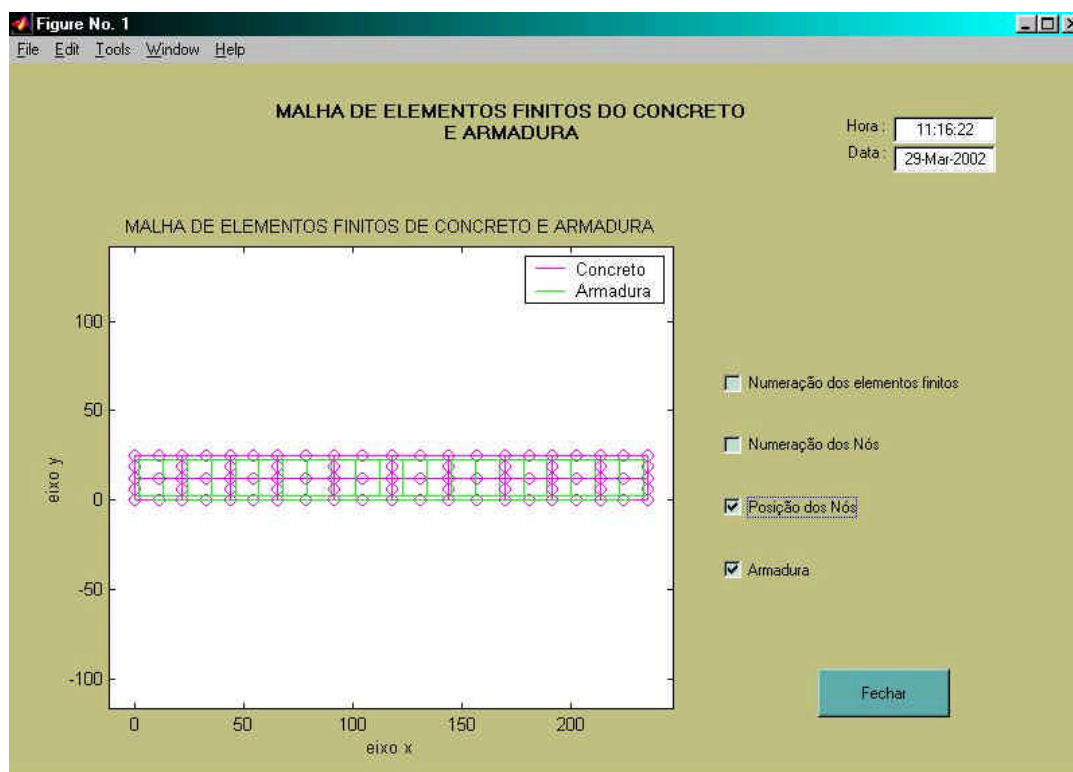 Figure No. 1
File Edit Tools Window Help
MALHA DE ELEMENTOS FINITOS DO CONCRETO
E ARMADURA
Hora : 11:16:22
Data : 29-Mar-2002
MALHA DE ELEMENTOS FINITOS DE CONCRETO E ARMADURA
Concreto
Armadura
100
50
0
-50
-100
eixo y
0 50 100 150 200
eixo x
Numeração dos elementos finitos
Numeração dos Nós
Posição dos Nós
Armadura
Fechar